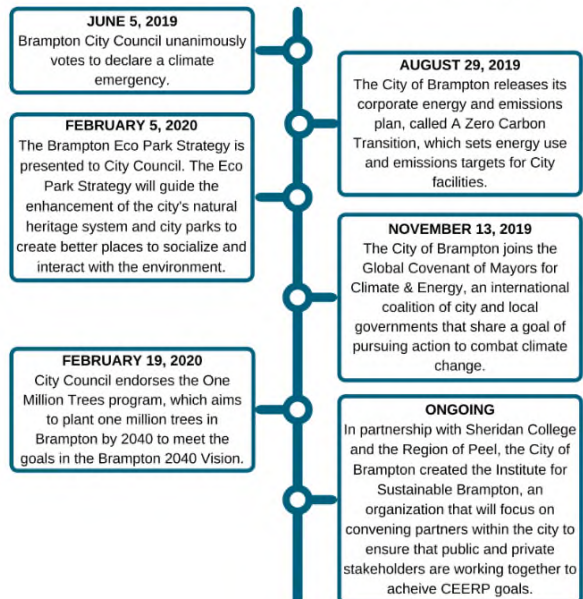 JUNE 5, 2019
Brampton City Council unanimously
votes to declare a climate
emergency.
AUGUST 29, 2019
The City of Brampton releases its
corporate energy and emissions
plan, called A Zero Carbon
Transition, which sets energy use
and emissions targets for City
facilities.
FEBRUARY 5, 2020
The Brampton Eco Park Strategy is
presented to City Council. The Eco
Park Strategy will guide the
enhancement of the city's natural
heritage system and city parks to
create better places to socialize and
interact with the environment.
NOVEMBER 13, 2019
The City of Brampton joins the
Global Covenant of Mayors for
Climate & Energy, an international
coalition of city and local
governments that share a goal of
pursuing action to combat climate
change.
FEBRUARY 19, 2020
City Council endorses the One
Million Trees program, which aims
to plant one million trees in
Brampton by 2040 to meet the
goals in the Brampton 2040 Vision.
ONGOING
In partnership with Sheridan College
and the Region of Peel, the City of
Brampton created the Institute for
Sustainable Brampton, an
organization that will focus on
convening partners within the city to
ensure that public and private
stakeholders are working together to
acheive CEERP goals.